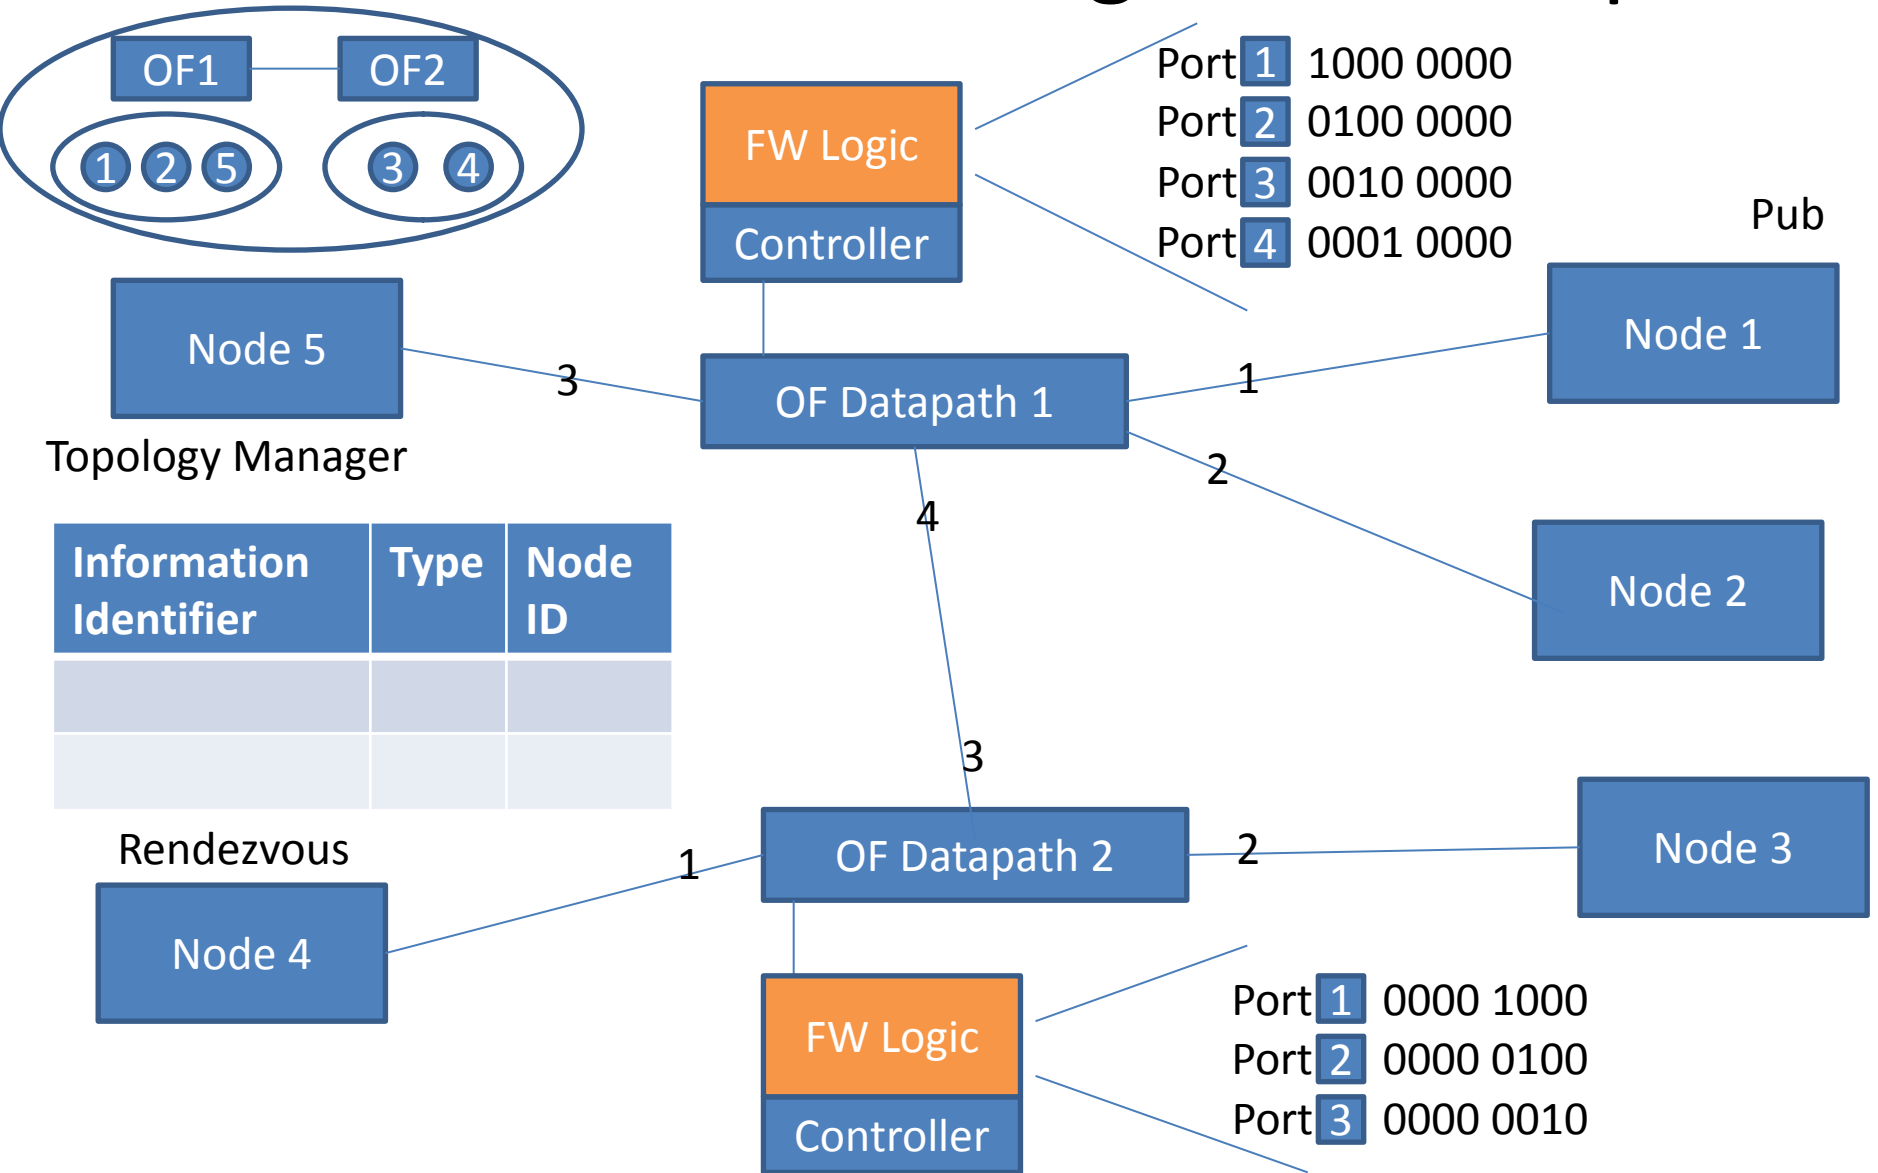 OF1 OF2
1 2 5 3 4
FW Logic
Controller
Port 1 1000 0000
Port 2 0100 0000
Port 3 0010 0000
Port 4 0001 0000
Pub
Node 5
Node 1
3
OF Datapath 1
1
Topology Manager
2
4
Information Identifier Type Node ID
Node 2
3
Rendezvous
1
OF Datapath 2
2
Node 3
Node 4
FW Logic
Controller
Port 1 0000 1000
Port 2 0000 0100
Port 3 0000 0010